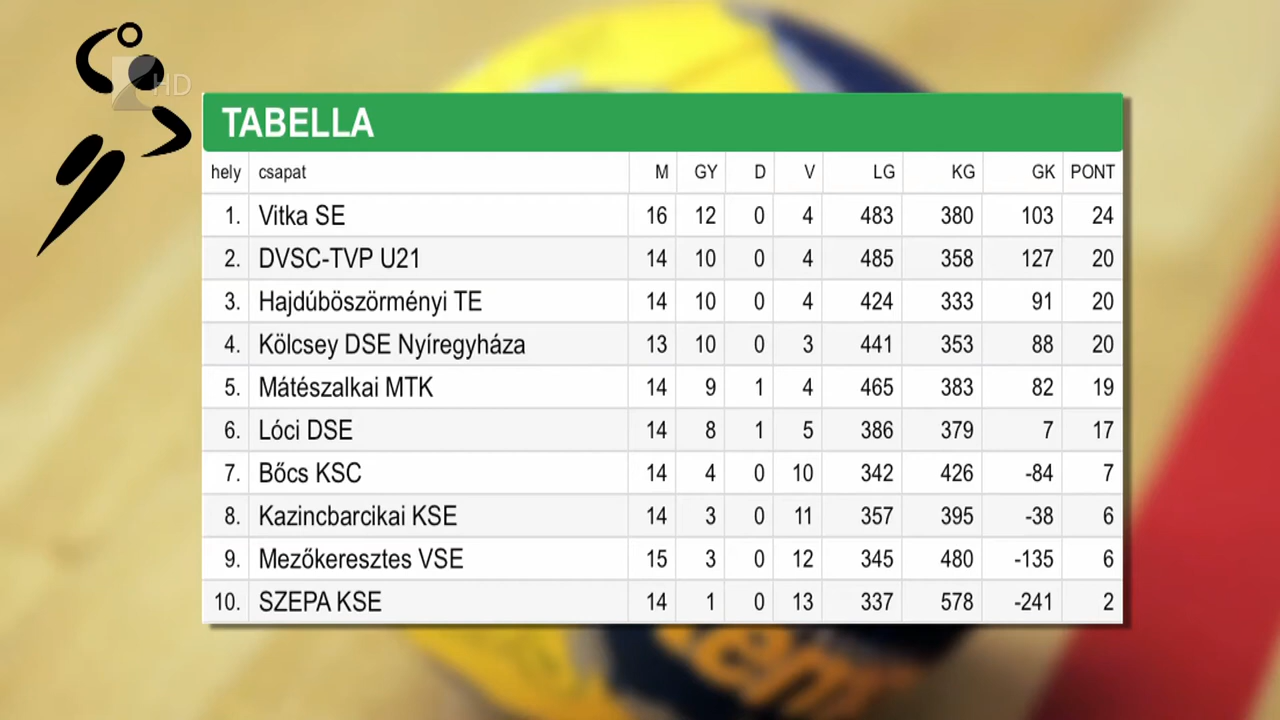 HD
TABELLA
hely csapat M GY D V LG KG GK PONT
1. Vitka SE 16 12 0 4 483 380 103 24
2. DVSC-TVP U21 14 10 0 4 485 358 127 20
3. Hajdúböszörményi TE 14 10 0 4 424 333 91 20
4. Kölcsey DSE Nyíregyháza 13 10 0 3 441 353 88 20
5. Mátészalkai MTK 14 9 1 4 465 383 82 19
6. Lóci DSE 14 8 1 5 386 379 7 17
7. Bőcs KSC 14 4 0 10 342 426 -84 7
8. Kazincbarcikai KSE 14 3 0 11 357 395 -38 6
9. Mezőkeresztes VSE 15 3 0 12 345 480 -135 6
10. SZEPA KSE 14 1 0 13 337 578 -241 2